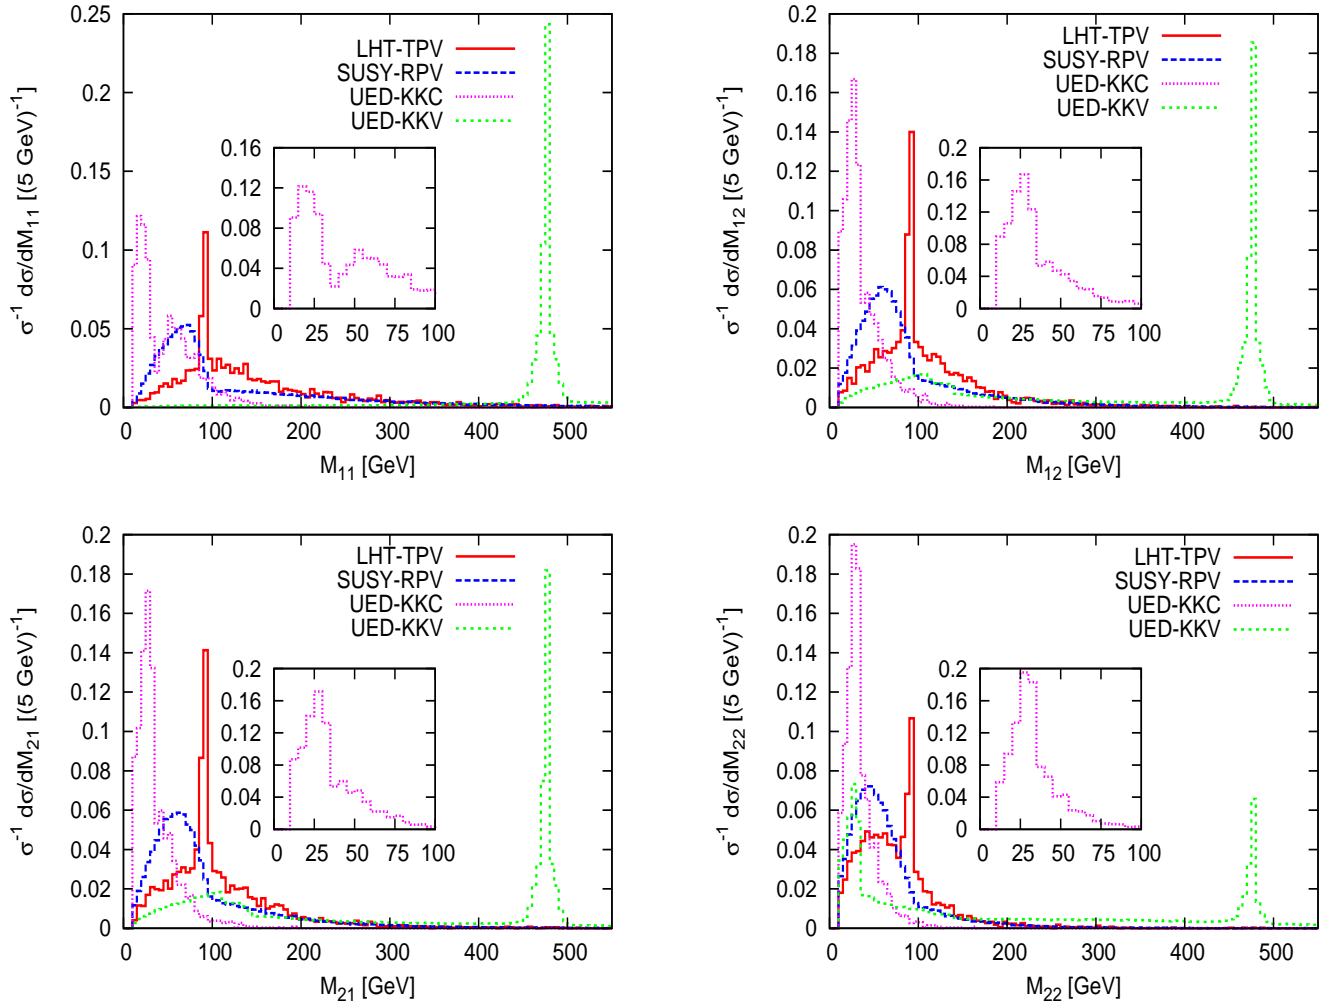 0.25
0.2
0.15
0.1
0.05
0
σ⁻¹ dσ/dM₁₁ [(5 GeV)⁻¹]
LHT-TPV
SUSY-RPV
UED-KKC
UED-KKV
0.16
0.12
0.08
0.04
0
0 25 50 75 100
0 100 200 300 400 500
M₁₁ [GeV]
0.2
0.18
0.16
0.14
0.12
0.1
0.08
0.06
0.04
0.02
0
σ⁻¹ dσ/dM₁₂ [(5 GeV)⁻¹]
LHT-TPV
SUSY-RPV
UED-KKC
UED-KKV
0.2
0.16
0.12
0.08
0.04
0
0 25 50 75 100
0 100 200 300 400 500
M₁₂ [GeV]
0.2
0.18
0.16
0.14
0.12
0.1
0.08
0.06
0.04
0.02
0
σ⁻¹ dσ/dM₂₁ [(5 GeV)⁻¹]
LHT-TPV
SUSY-RPV
UED-KKC
UED-KKV
0.2
0.16
0.12
0.08
0.04
0
0 25 50 75 100
0 100 200 300 400 500
M₂₁ [GeV]
0.2
0.18
0.16
0.14
0.12
0.1
0.08
0.06
0.04
0.02
0
σ⁻¹ dσ/dM₂₂ [(5 GeV)⁻¹]
LHT-TPV
SUSY-RPV
UED-KKC
UED-KKV
0.2
0.16
0.12
0.08
0.04
0
0 25 50 75 100
0 100 200 300 400 500
M₂₂ [GeV]